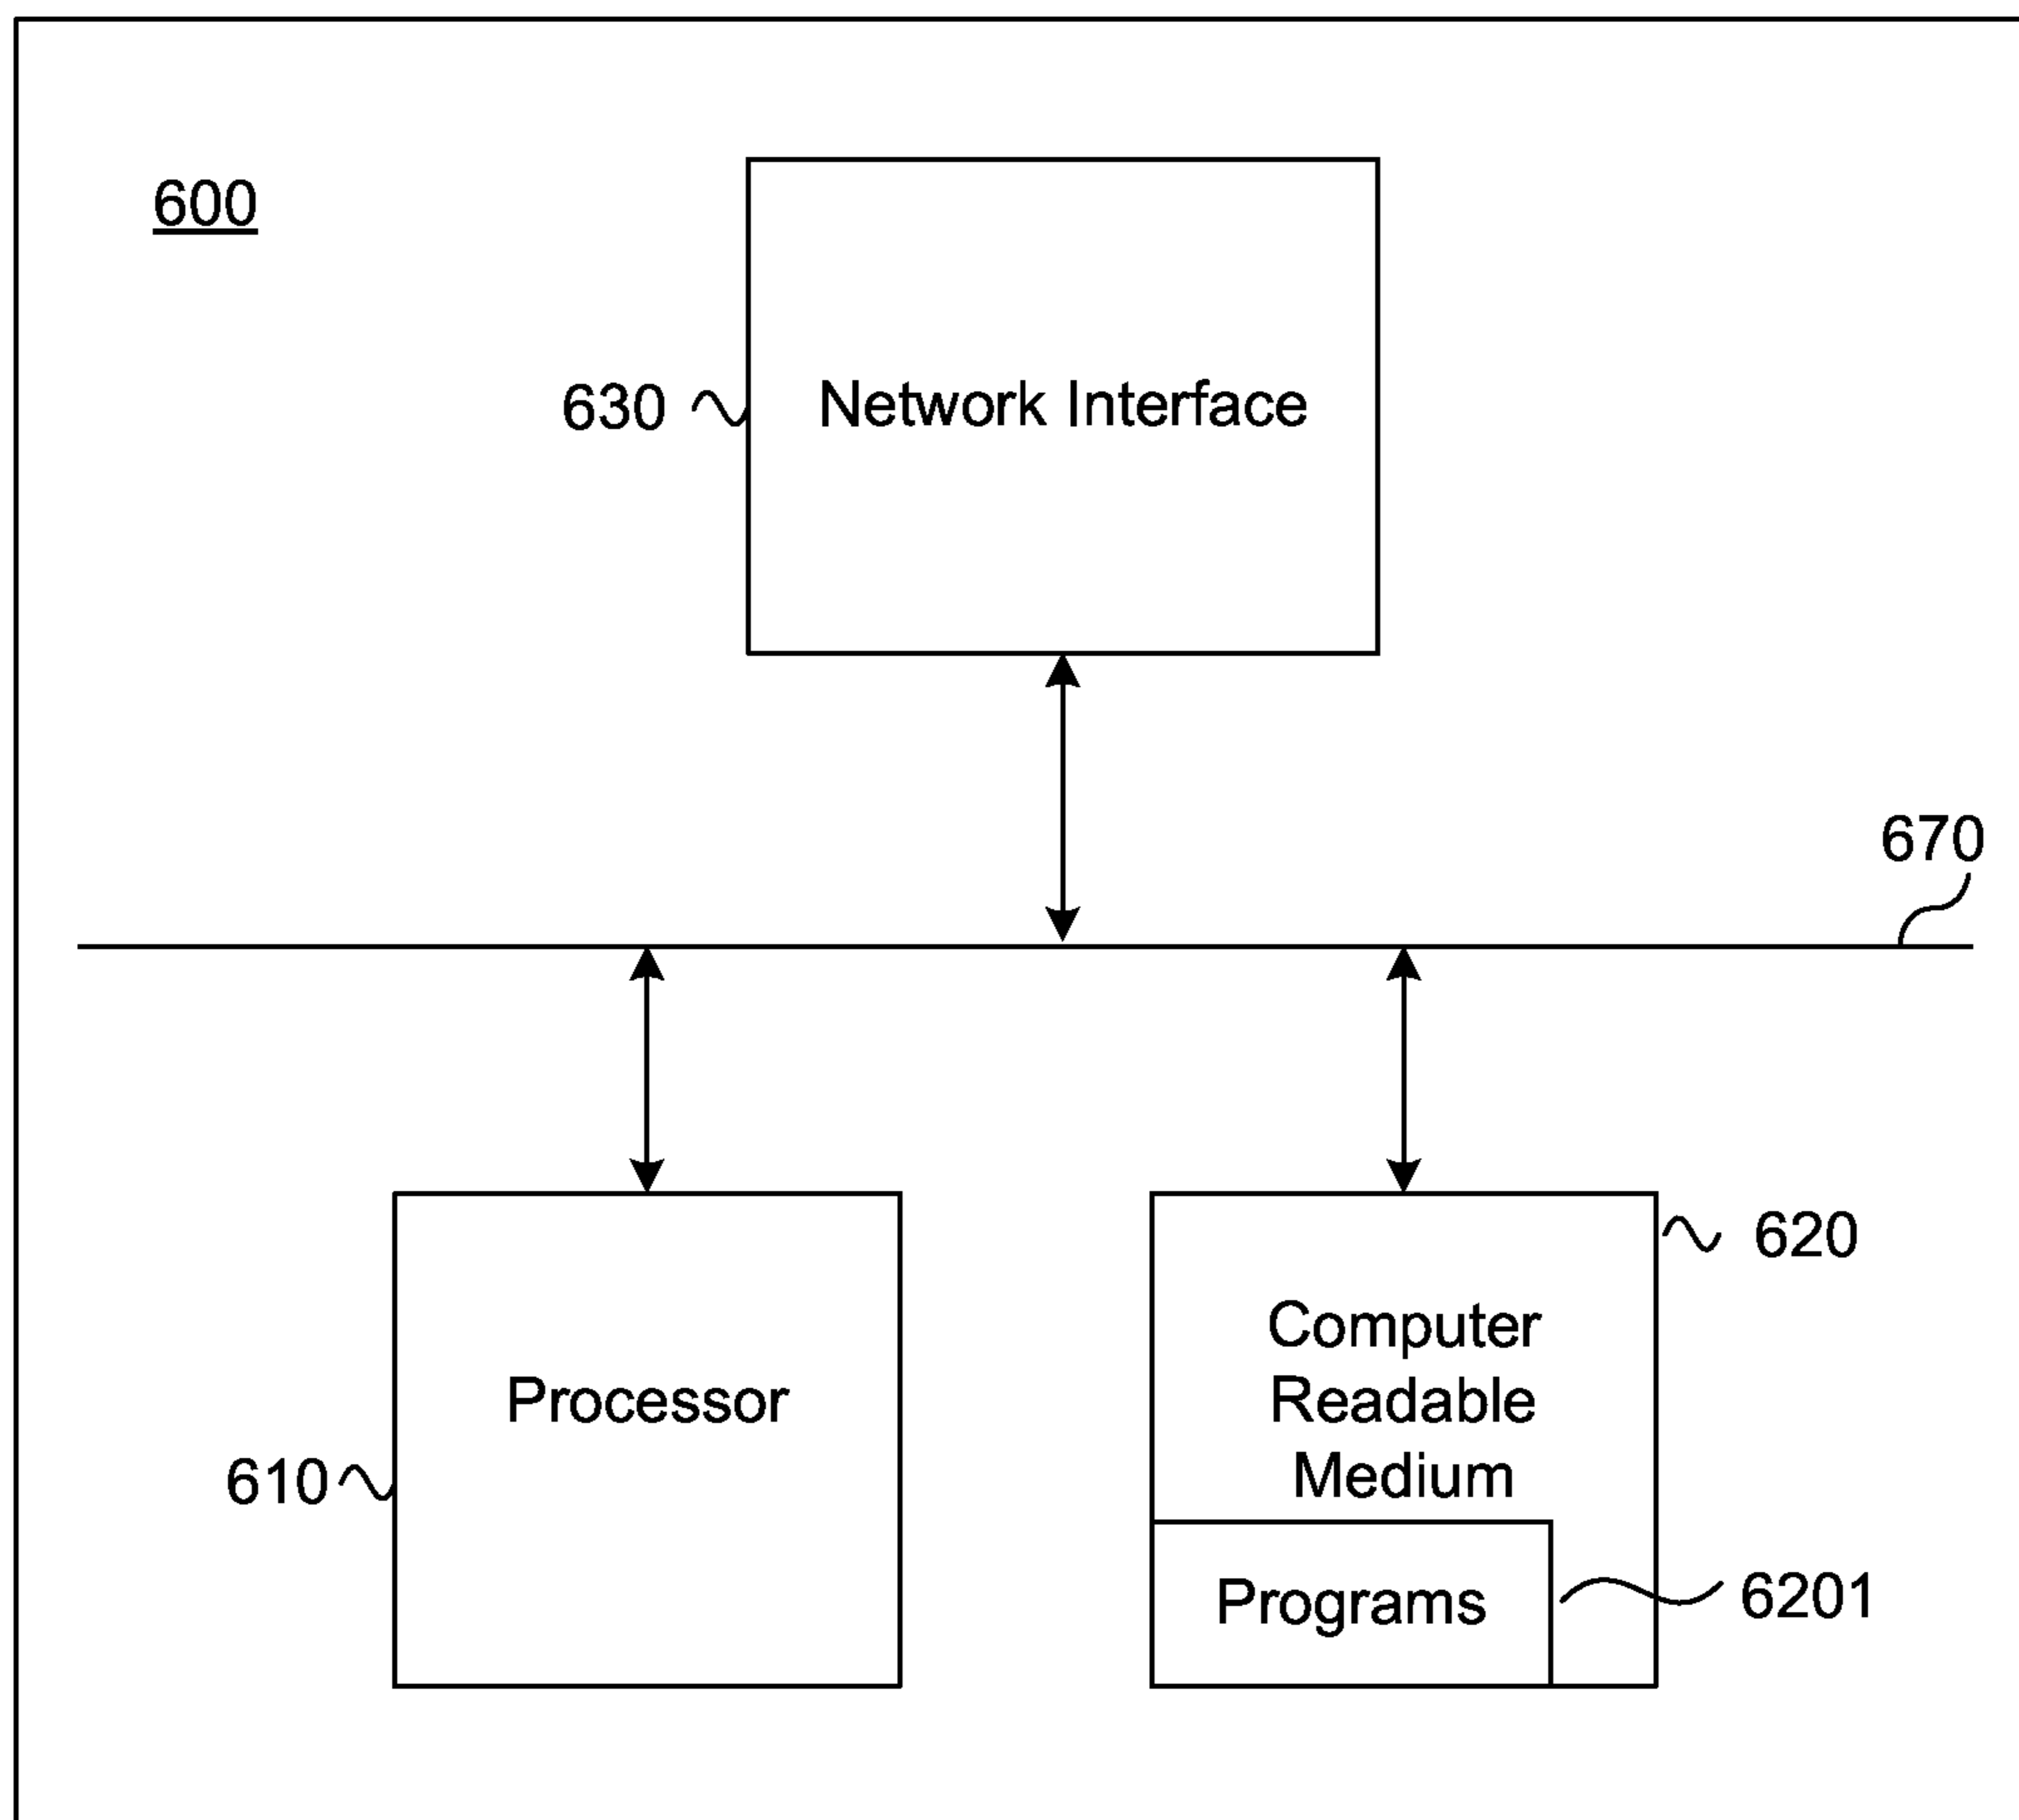 600
630
Network Interface
670
620
Computer
Readable
Medium
Processor
610
Programs
6201